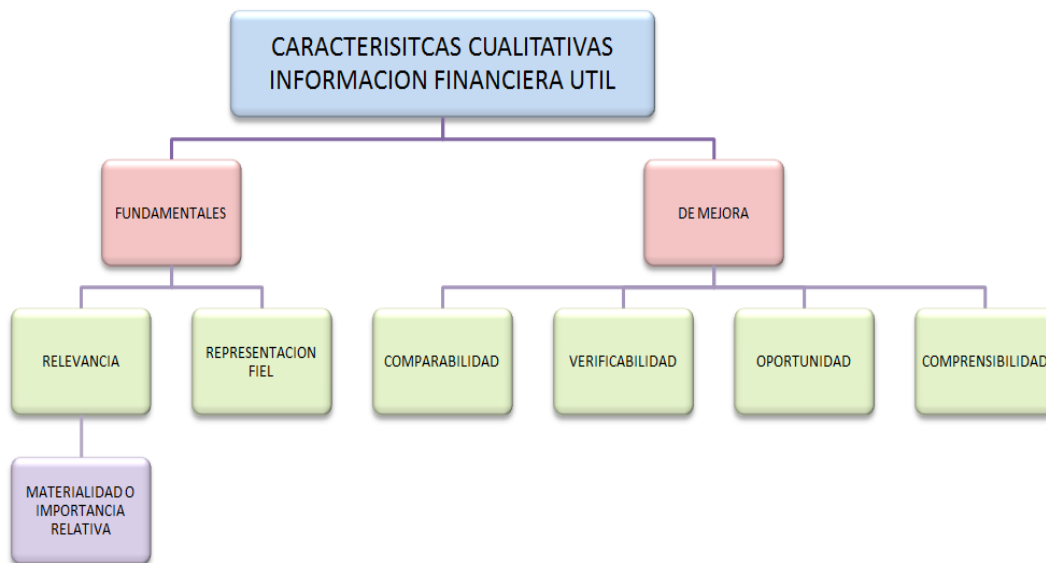 CARACTERISITCAS CUALITATIVAS
INFORMACION FINANCIERA UTIL
FUNDAMENTALES
DE MEJORA
RELEVANCIA
REPRESENTACION
FIEL
COMPARABILIDAD
VERIFICABILIDAD
OPORTUNIDAD
COMPRENSIBILIDAD
MATERIALIDAD O
IMPORTANCIA
RELATIVA